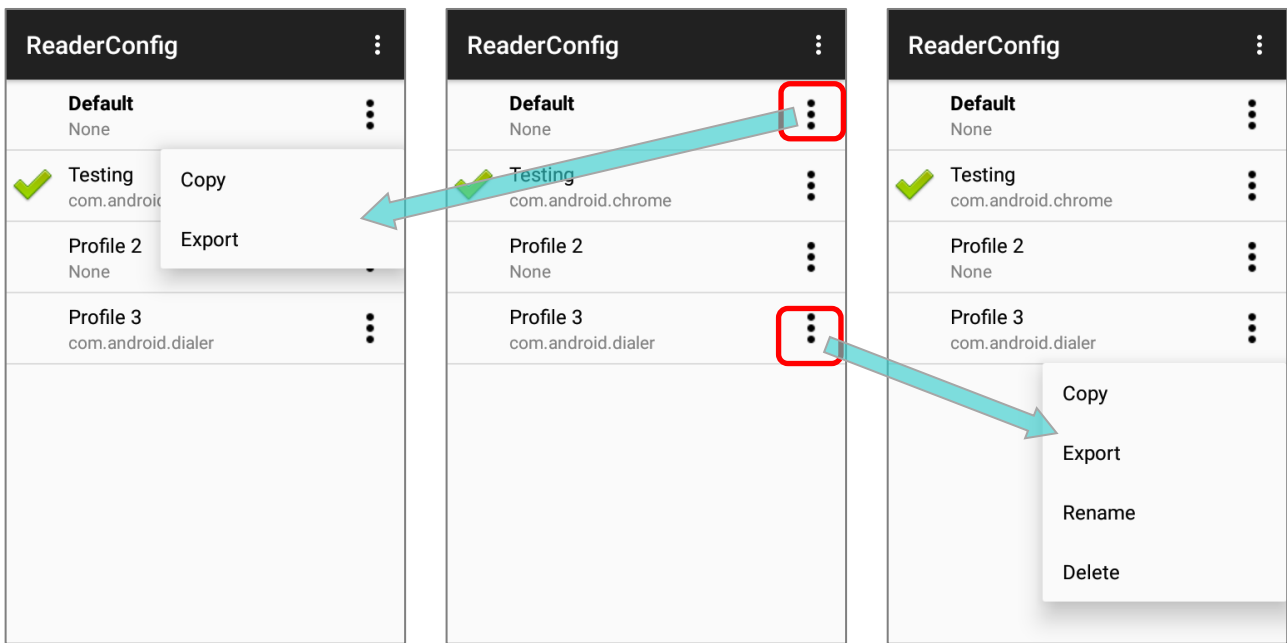 ReaderConfig
Default
None
Testing
com.android
Copy
Export
Profile 2
None
Profile 3
com.android.dialer
ReaderConfig
Default
None
Testing
com.android.chrome
Profile 2
None
Profile 3
com.android.dialer
ReaderConfig
Default
None
Testing
com.android.chrome
Profile 2
None
Profile 3
com.android.dialer
Copy
Export
Rename
Delete